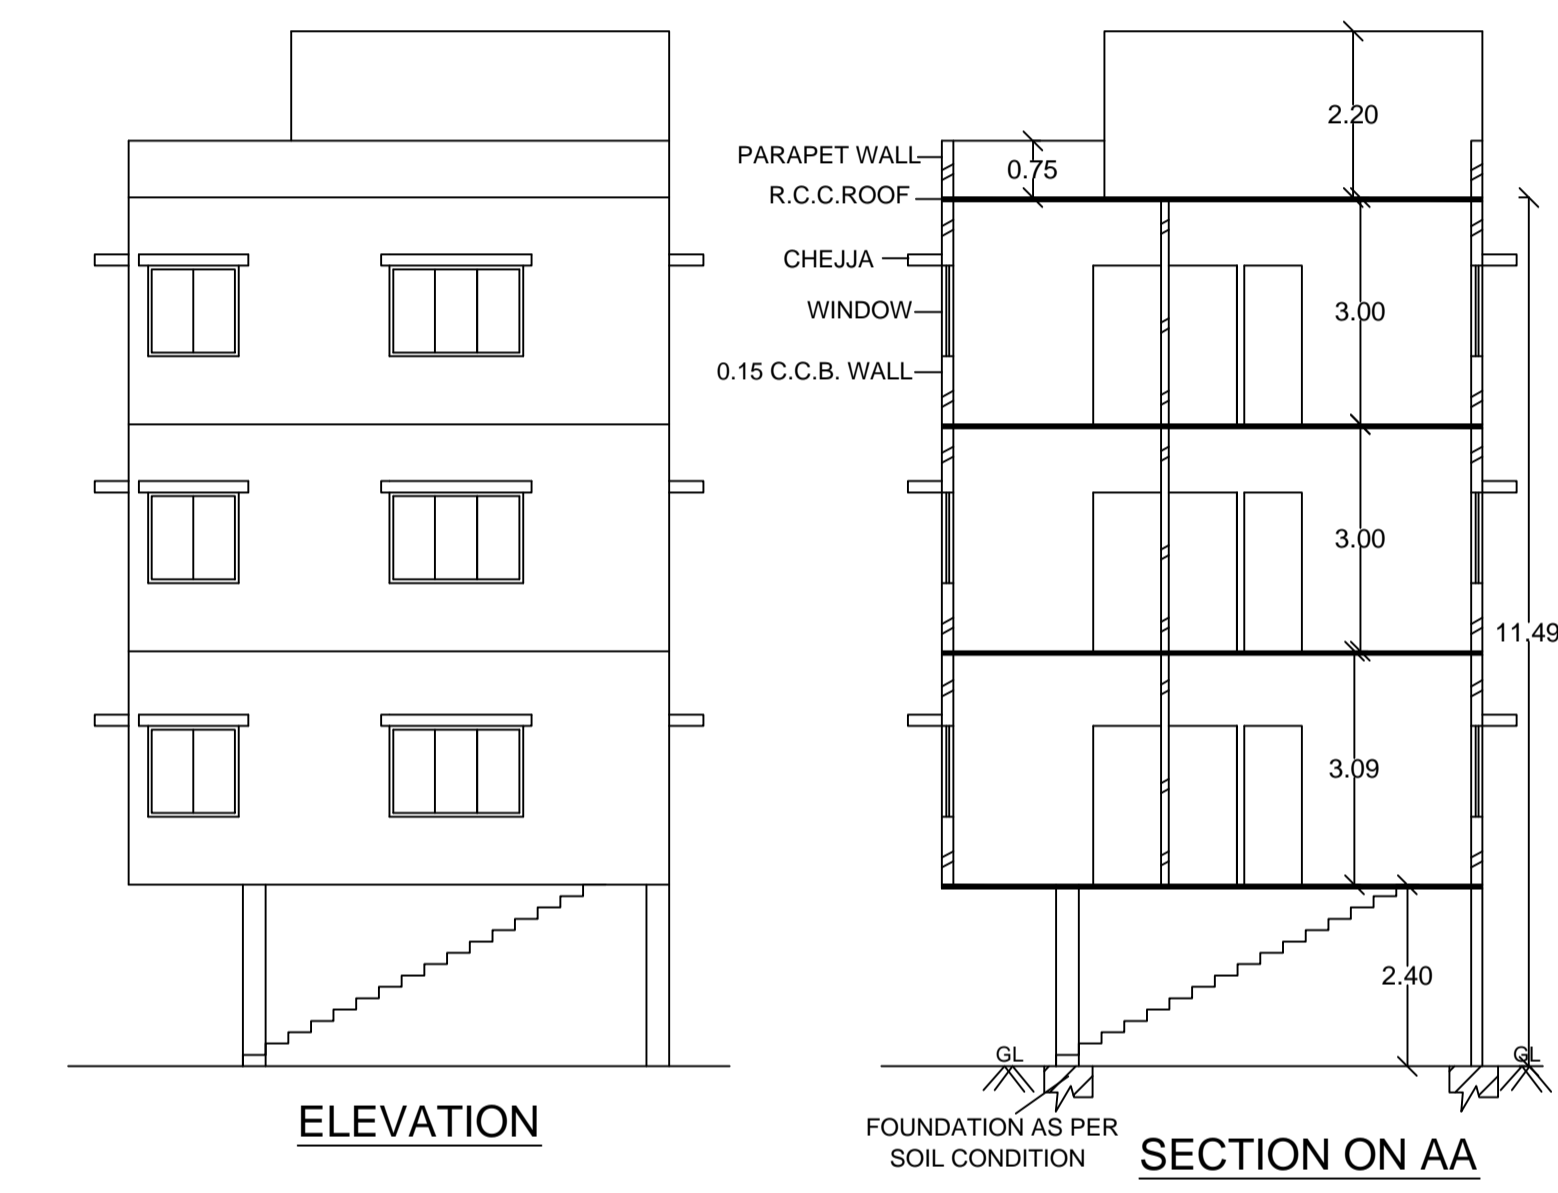 2.20
PARAPET WALL
0.75
R.C.C.ROOF
CHEJJA
WINDOW
3.00
0.15 C.C.B. WALL
3.00
11.49
3.09
2.40
GL
GL
FOUNDATION AS PER
SOIL CONDITION
ELEVATION
SECTION ON AA